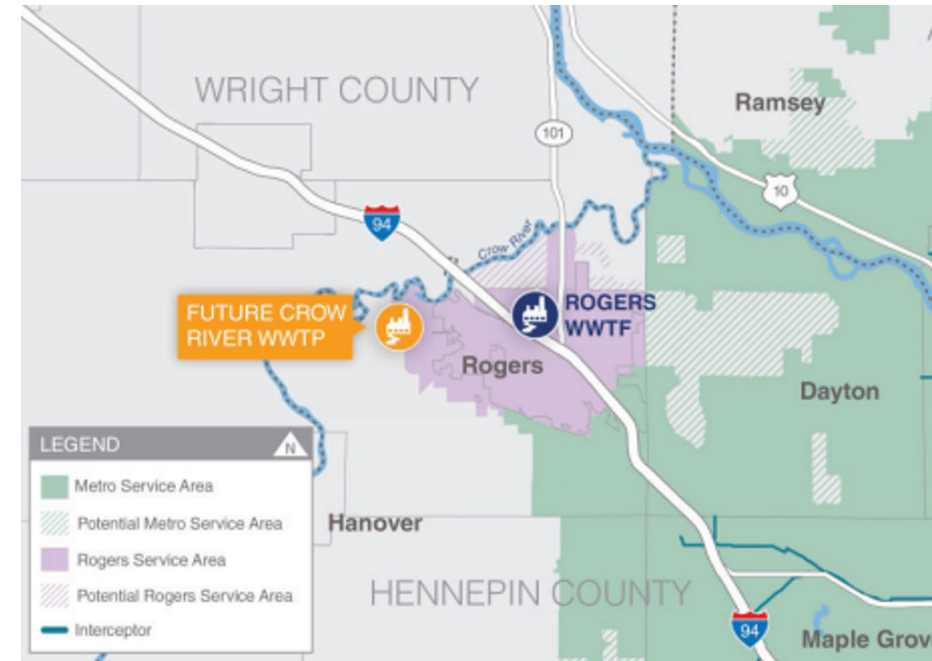 WRIGHT COUNTY
Ramsey
101
10
94
Crow River
FUTURE CROW
RIVER WWTP
ROGERS
WWTF
Rogers
Dayton
LEGEND
N
Metro Service Area
Potential Metro Service Area
Rogers Service Area
Potential Rogers Service Area
Interceptor
Hanover
HENNEPIN COUNTY
94
Maple Grov